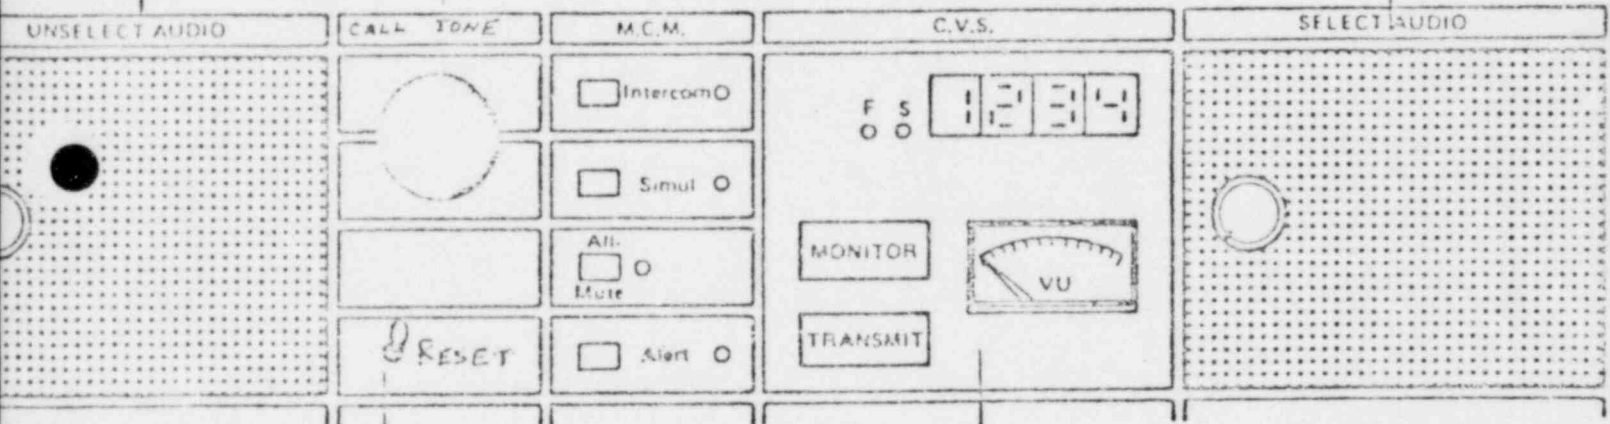 UNSELECT AUDIO
CALL TONE
M.C.M.
C.V.S.
SELECT AUDIO
Intercom
F S
1234
Simul
All
Mute
MONITOR
VU
TRANSMIT
RESET
Alert